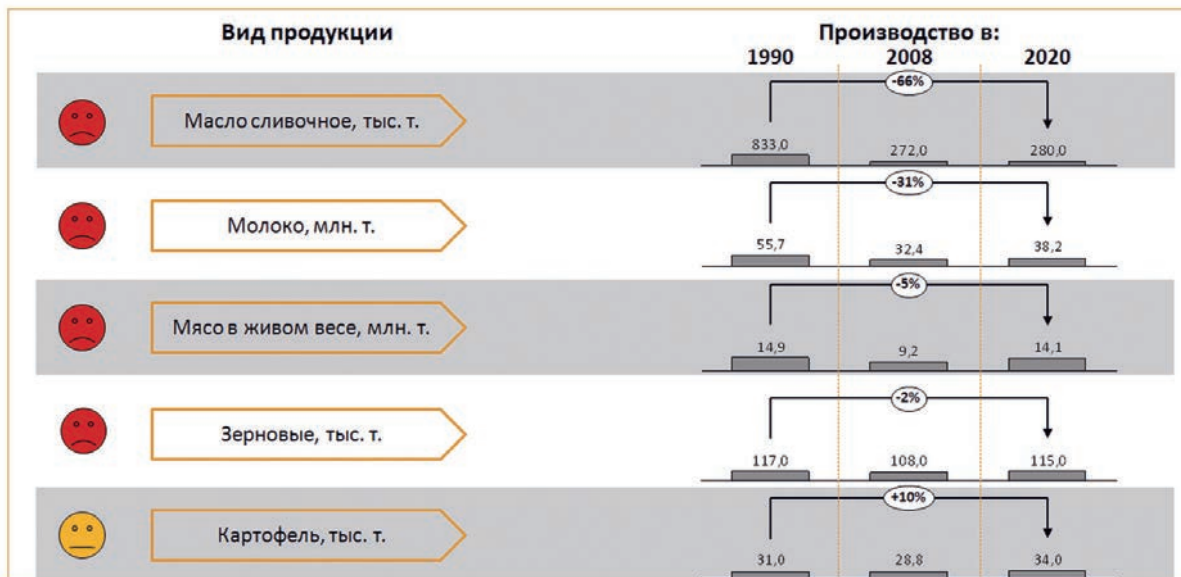 Вид продукции
Производство в:
1990 2008 2020
-66%
Масло сливочное, тыс. т.
833,0 272,0 280,0
-31%
Молоко, млн. т.
55,7 32,4 38,2
-5%
Мясо в живом весе, млн. т.
14,9 9,2 14,1
-2%
Зерновые, тыс. т.
117,0 108,0 115,0
+10%
Картофель, тыс. т.
31,0 28,8 34,0